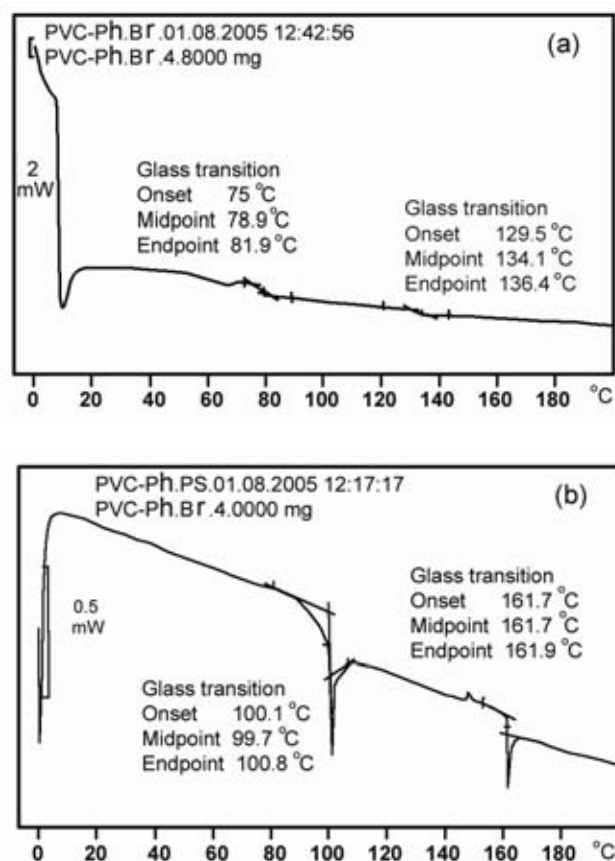 PVC-Ph.Br.01.08.2005 12:42:56
PVC-Ph.Br.4.8000 mg
(a)
2
mW
Glass transition
Onset 75 °C
Midpoint 78.9 °C
Endpoint 81.9 °C
Glass transition
Onset 129.5 °C
Midpoint 134.1 °C
Endpoint 136.4 °C
0 20 40 60 80 100 120 140 160 180 °C
PVC-Ph.PS.01.08.2005 12:17:17
PVC-Ph.Br.4.0000 mg
(b)
0.5
mW
Glass transition
Onset 161.7 °C
Midpoint 161.7 °C
Endpoint 161.9 °C
Glass transition
Onset 100.1 °C
Midpoint 99.7 °C
Endpoint 100.8 °C
0 20 40 60 80 100 120 140 160 180 °C